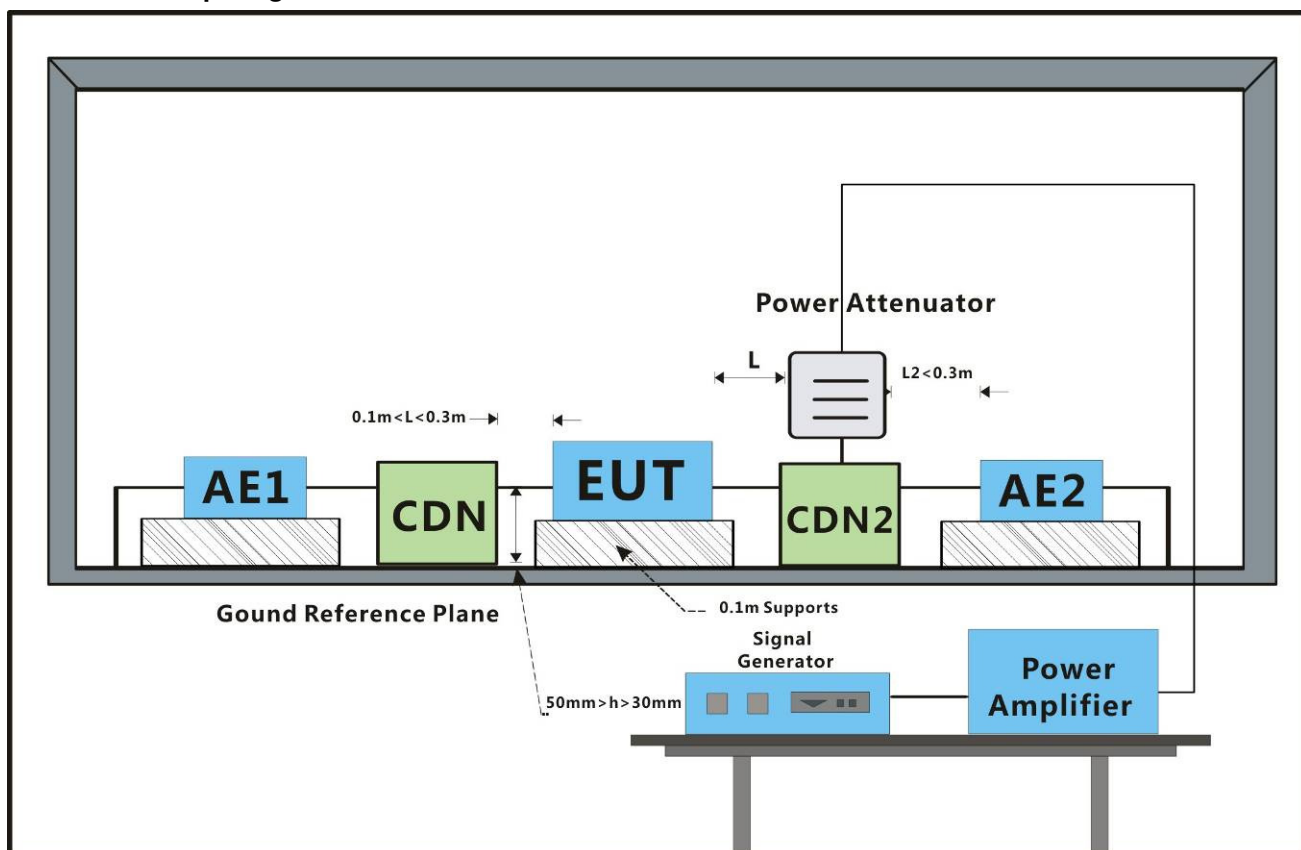 Power Attenuator
L
L2<0.3m
0.1m<L<0.3m
AE1
CDN
EUT
CDN2
AE2
Gound Reference Plane
0.1m Supports
Signal
Generator
50mm>h>30mm
Power
Amplifier